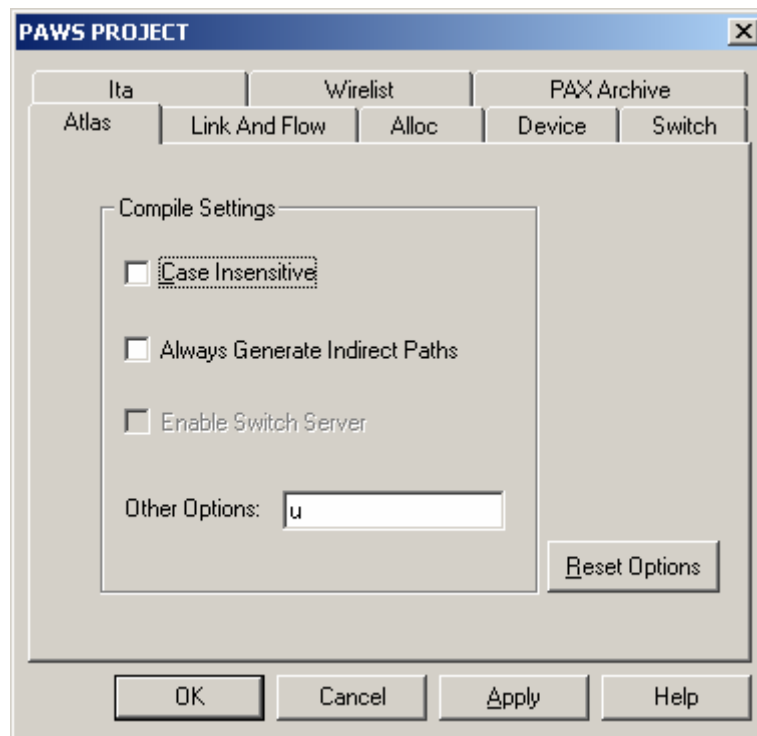 PAWS PROJECT
Ita Wirelist PAX Archive
Atlas Link And Flow Alloc Device Switch
Compile Settings
Case Insensitive
Always Generate Indirect Paths
Enable Switch Server
Other Options: u
Reset Options
OK Cancel Apply Help